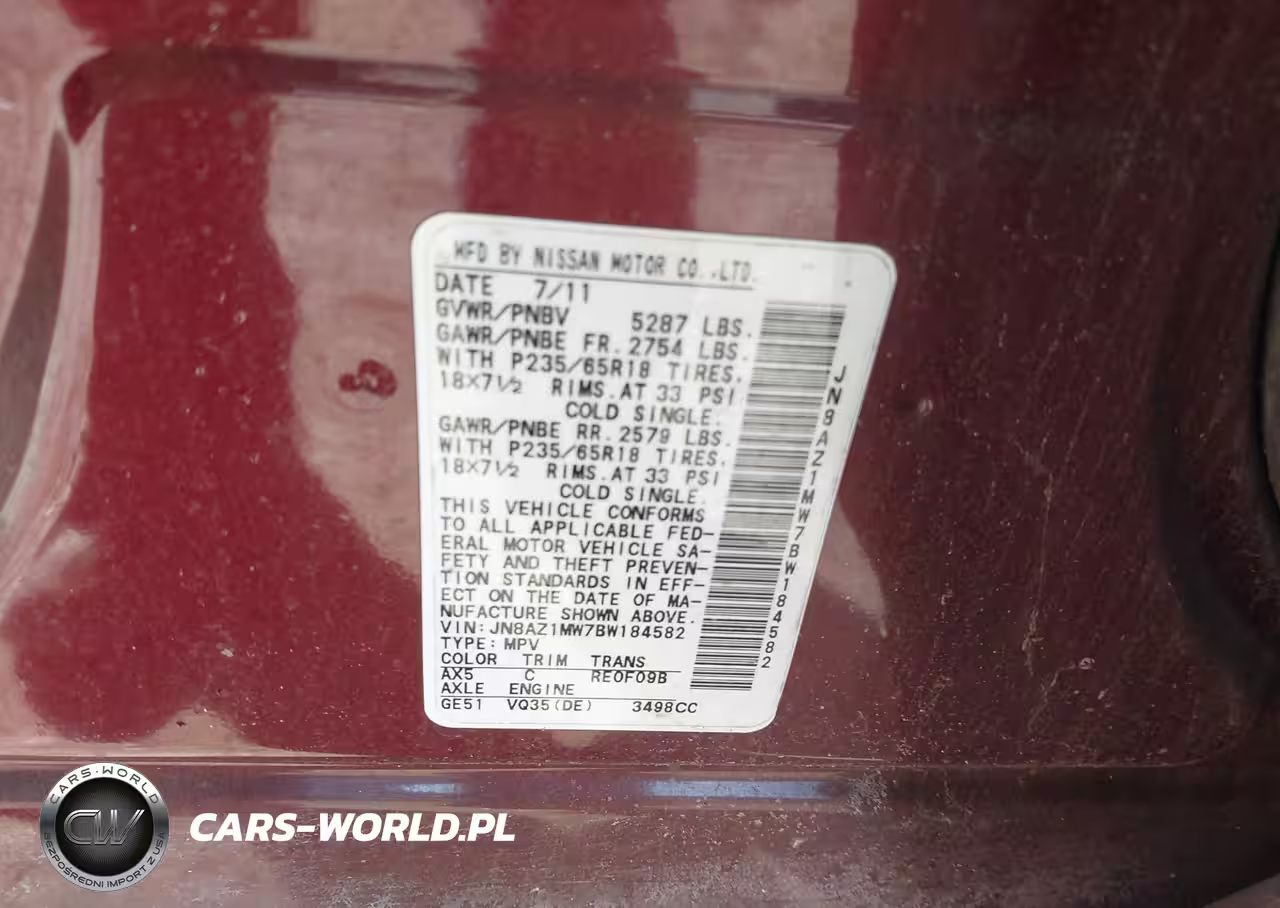 MFD BY NISSAN MOTOR CO.,LTD.
DATE 7/11
GVWR/PNBV 5287 LBS.
GAWR/PNBE FR. 2754 LBS.
WITH P235/65R18 TIRES.
18×7½ RIMS.AT 33 PSI
COLD SINGLE.
GAWR/PNBE RR. 2579 LBS.
WITH P235/65R18 TIRES.
18×7½ RIMS.AT 33 PSI
COLD SINGLE.
THIS VEHICLE CONFORMS
TO ALL APPLICABLE FED-
ERAL MOTOR VEHICLE SA-
FETY AND THEFT PREVEN-
TION STANDARDS IN EFF-
ECT ON THE DATE OF MA-
NUFACTURE SHOWN ABOVE.
VIN:JN8AZ1MW7BW184582
TYPE:MPV
COLOR TRIM TRANS
AX5 C RE0F09B
AXLE ENGINE
GE51 VQ35(DE) 3498CC
JN8AZ1MW7BW184582
CARS-WORLD
CW
BEZPOŚREDNI IMPORT Z USA
CARS-WORLD.PL